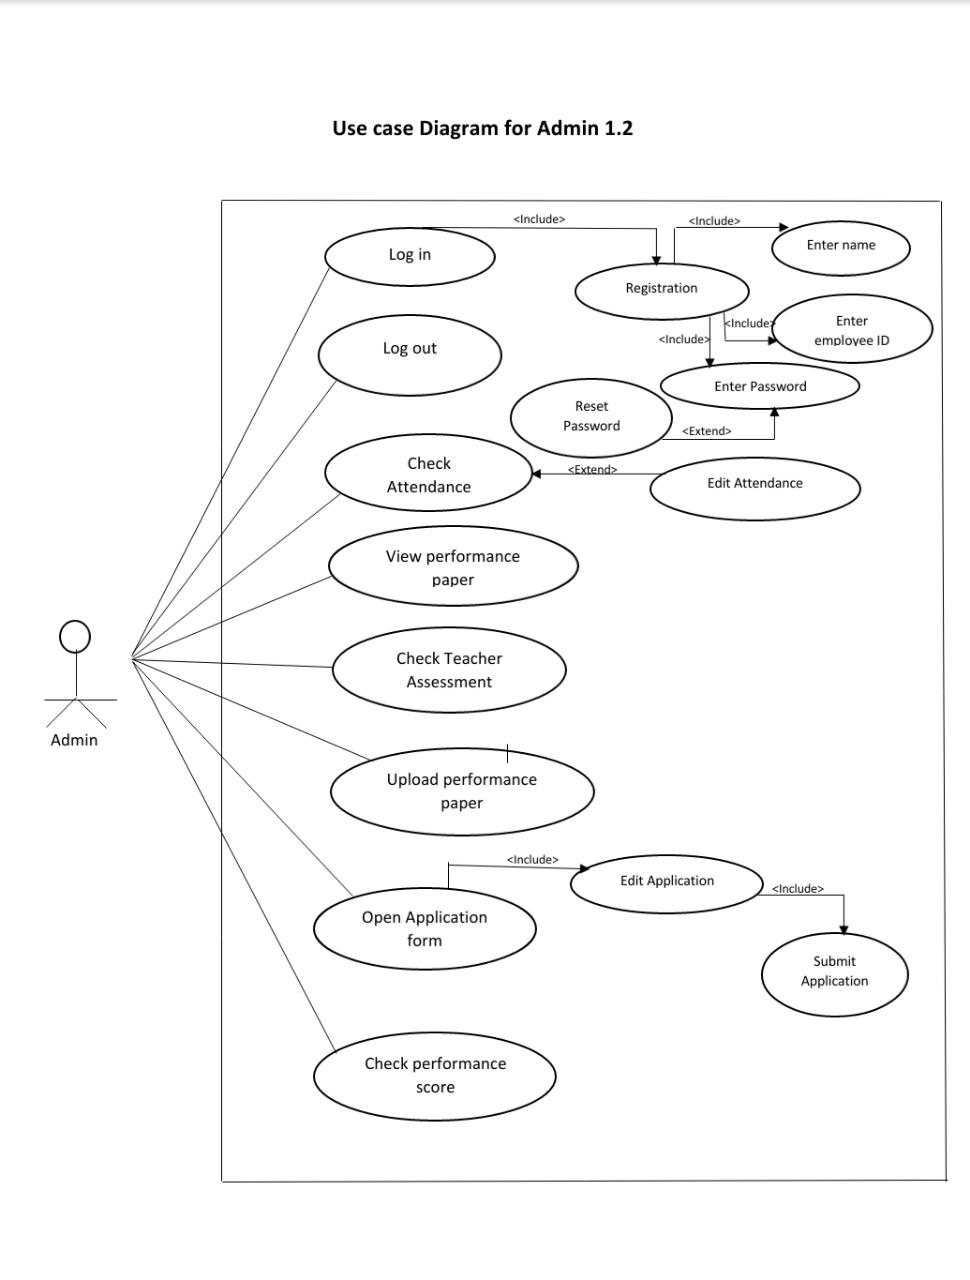 Use case Diagram for Admin 1.2
<Include>
<Include>
Log in
Enter name
Registration
<Include>
Enter
employee ID
<Include>
Log out
Enter Password
Reset
Password
<Extend>
Check
Attendance
<Extend>
Edit Attendance
View performance
paper
Check Teacher
Assessment
Admin
Upload performance
paper
<Include>
Edit Application
<Include>
Open Application
form
Submit
Application
Check performance
score